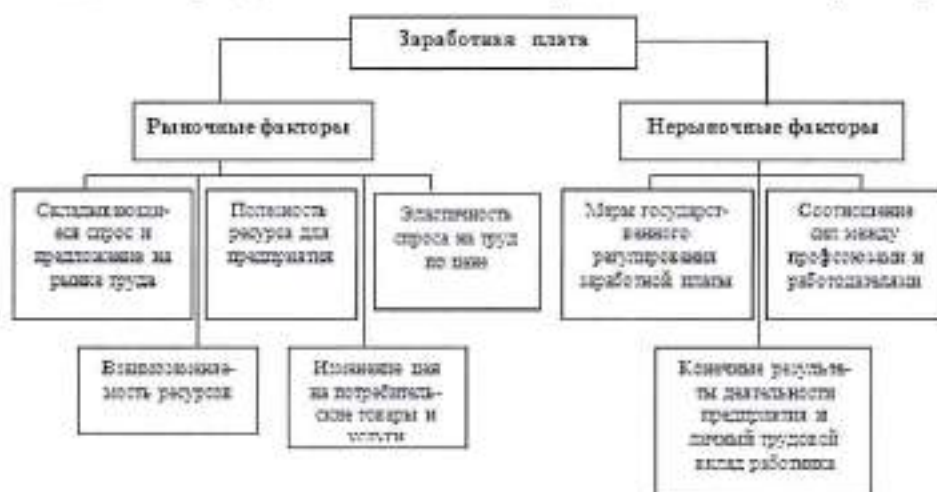 Заработная плата
Рыночные факторы
Нерыночные факторы
Складывающи-
еся спрос и
предложение на
рынке труда
Полезность
ресурса для
предприятия
Эластичность
спроса на труд
по цене
Меры государст-
венного
регулирования
заработной платы
Соотношение
сил между
профсоюзами и
работодателями
Взаимозаменяе-
мость ресурсов
Изменение цен
на потребитель-
ские товары и
услуги
Конечные результа-
ты деятельности
предприятия и
личный трудовой
вклад работника